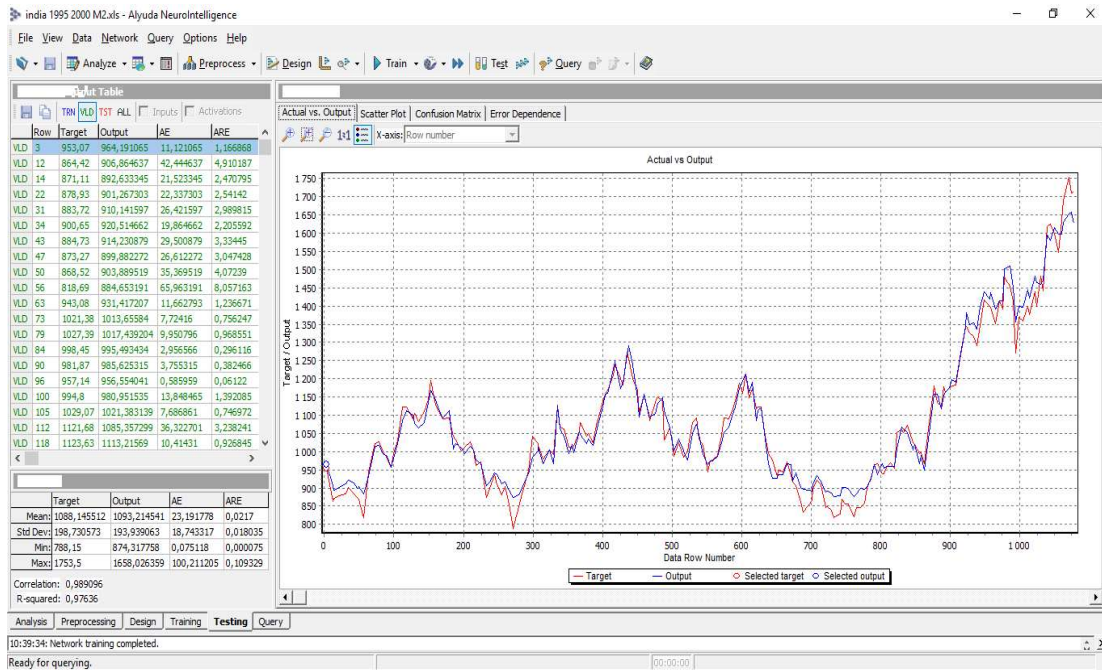 india 1995 2000 M2.xls - Alyuda NeuroIntelligence
File View Data Network Query Options Help
Analyze Preprocess Design Train Test Query
Table
TRN VLD TST ALL Inputs Activations
Row Target Output AE ARE
VLD 3 953,07 964,191065 11,121065 1,166868
VLD 12 864,42 906,864637 42,444637 4,910187
VLD 14 871,11 892,633345 21,523345 2,470795
VLD 22 878,93 901,267303 22,337303 2,54142
VLD 31 883,72 910,141597 26,421597 2,989815
VLD 34 900,65 920,514662 19,864662 2,205592
VLD 43 884,73 914,230879 29,500879 3,33445
VLD 47 873,27 899,882272 26,612272 3,047428
VLD 50 868,52 903,889519 35,369519 4,07239
VLD 56 818,69 884,653191 65,963191 8,057163
VLD 63 943,08 931,417207 11,662793 1,236671
VLD 73 1021,38 1013,65584 7,72416 0,756247
VLD 79 1027,39 1017,439204 9,950796 0,968551
VLD 84 998,45 995,493434 2,956566 0,296116
VLD 90 981,87 985,625315 3,755315 0,382466
VLD 96 957,14 956,554041 0,585959 0,06122
VLD 100 994,8 980,951535 13,848465 1,392085
VLD 105 1029,07 1021,383139 7,686861 0,746972
VLD 112 1121,68 1085,357299 36,322701 3,238241
VLD 118 1123,63 1113,21569 10,41431 0,926845
Target Output AE ARE
Mean: 1088,145512 1093,214541 23,191778 0,0217
Std Dev: 198,730573 193,939063 18,743317 0,018035
Min: 788,15 874,317758 0,075118 0,000075
Max: 1753,5 1658,026359 100,211205 0,109329
Correlation: 0,989096
R-squared: 0,97636
Actual vs. Output Scatter Plot Confusion Matrix Error Dependence
1:1 X-axis: Row number
Actual vs Output
Target / Output
1 750
1 700
1 650
1 600
1 550
1 500
1 450
1 400
1 350
1 300
1 250
1 200
1 150
1 100
1 050
1 000
950
900
850
800
0 100 200 300 400 500 600 700 800 900 1 000
Data Row Number
Target Output Selected target Selected output
Analysis Preprocessing Design Training Testing Query
10:39:34: Network training completed.
Ready for querying.
00:00:00